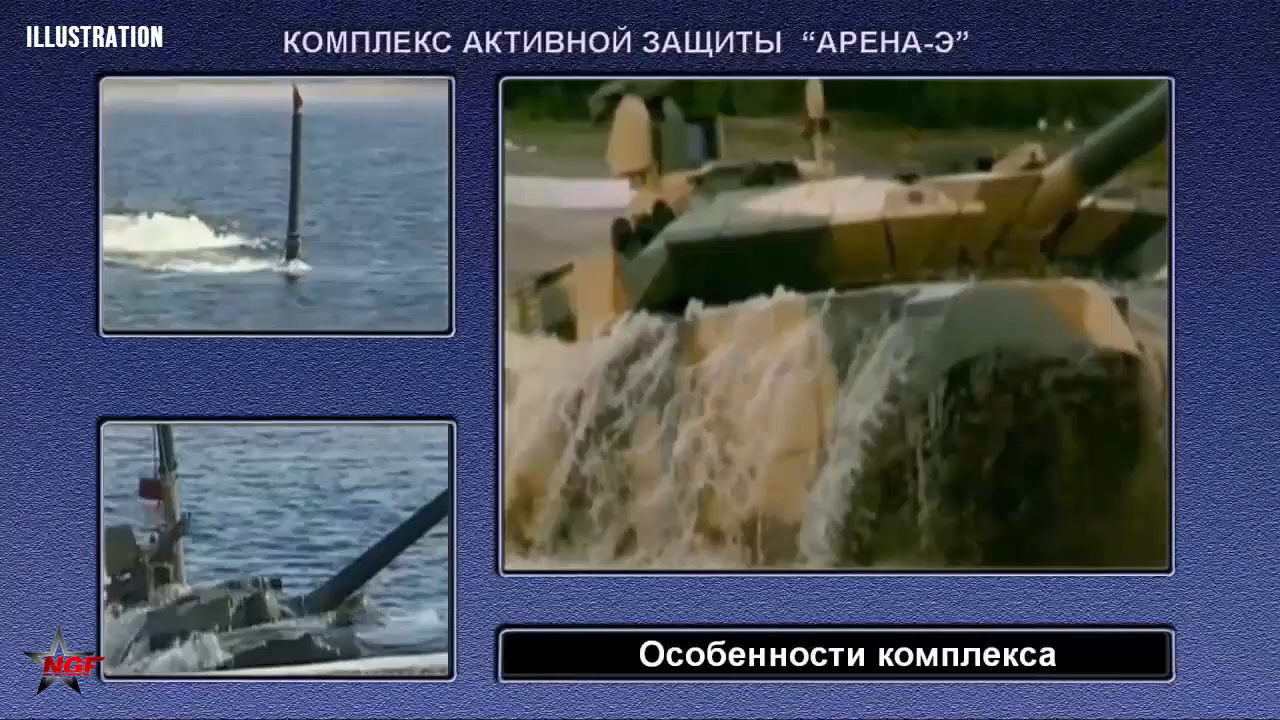 ILLUSTRATION
КОМПЛЕКС АКТИВНОЙ ЗАЩИТЫ “АРЕНА-Э”
NGF
Особенности комплекса